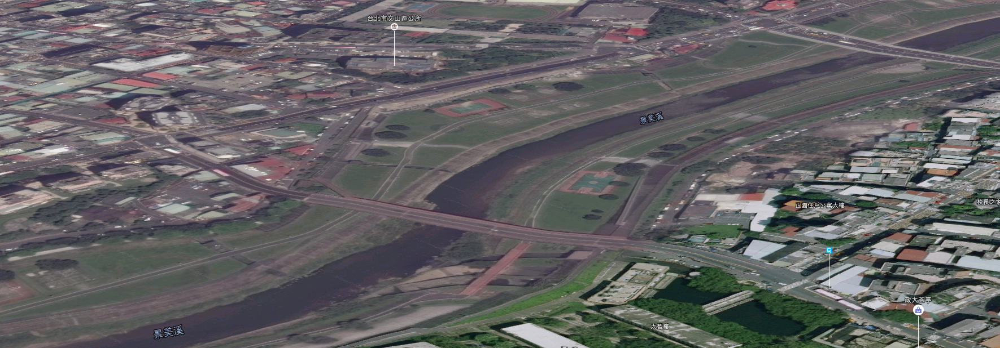 台北市文山區公所
景美溪
正園住戶公寓大樓
校長之家
景美溪
政大茶亭
大智樓